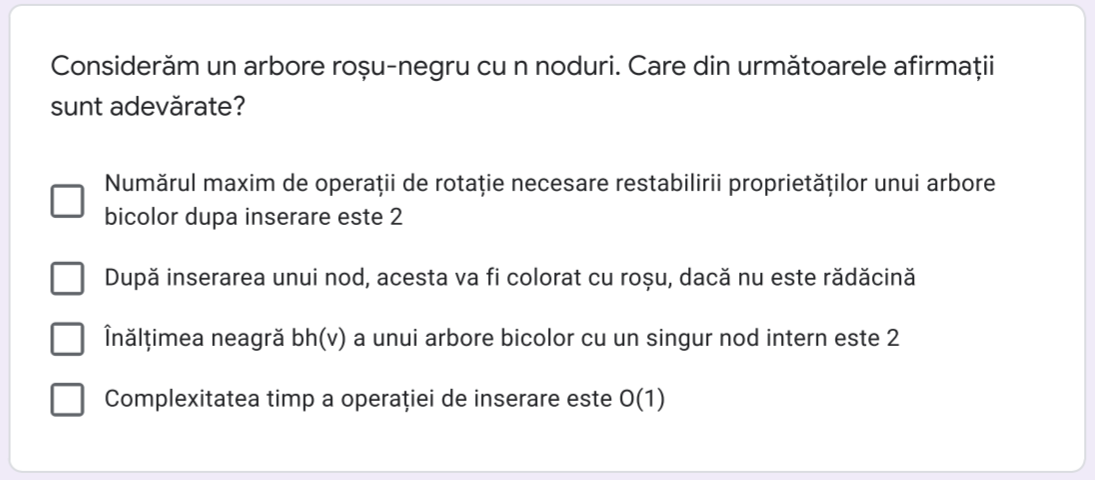 Considerăm un arbore roșu-negru cu n noduri. Care din următoarele afirmații
sunt adevărate?
Numărul maxim de operații de rotație necesare restabilirii proprietăților unui arbore
bicolor dupa inserare este 2
După inserarea unui nod, acesta va fi colorat cu roșu, dacă nu este rădăcină
Înălțimea neagră bh(v) a unui arbore bicolor cu un singur nod intern este 2
Complexitatea timp a operației de inserare este O(1)